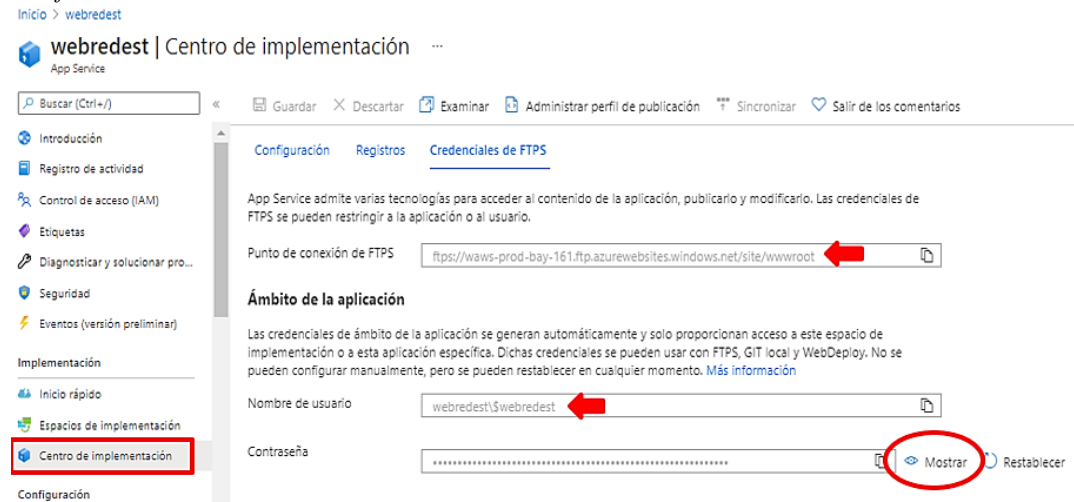 Inicio > webredest
webredest | Centro de implementación ...
App Service
Buscar (Ctrl+/)
«
Guardar
Descartar
Examinar
Administrar perfil de publicación
Sincronizar
Salir de los comentarios
Introducción
Registro de actividad
Control de acceso (IAM)
Etiquetas
Diagnosticar y solucionar pro...
Seguridad
Eventos (versión preliminar)
Implementación
Inicio rápido
Espacios de implementación
Centro de implementación
Configuración
Configuración
Registros
Credenciales de FTPS
App Service admite varias tecnologías para acceder al contenido de la aplicación, publicarlo y modificarlo. Las credenciales de
FTPS se pueden restringir a la aplicación o al usuario.
Punto de conexión de FTPS
ftps://waws-prod-bay-161.ftp.azurewebsites.windows.net/site/wwwroot
Ámbito de la aplicación
Las credenciales de ámbito de la aplicación se generan automáticamente y solo proporcionan acceso a este espacio de
implementación o a esta aplicación específica. Dichas credenciales se pueden usar con FTPS, GIT local y WebDeploy. No se
pueden configurar manualmente, pero se pueden restablecer en cualquier momento. Más información
Nombre de usuario
webredest\$webredest
Contraseña
Mostrar
Restablecer